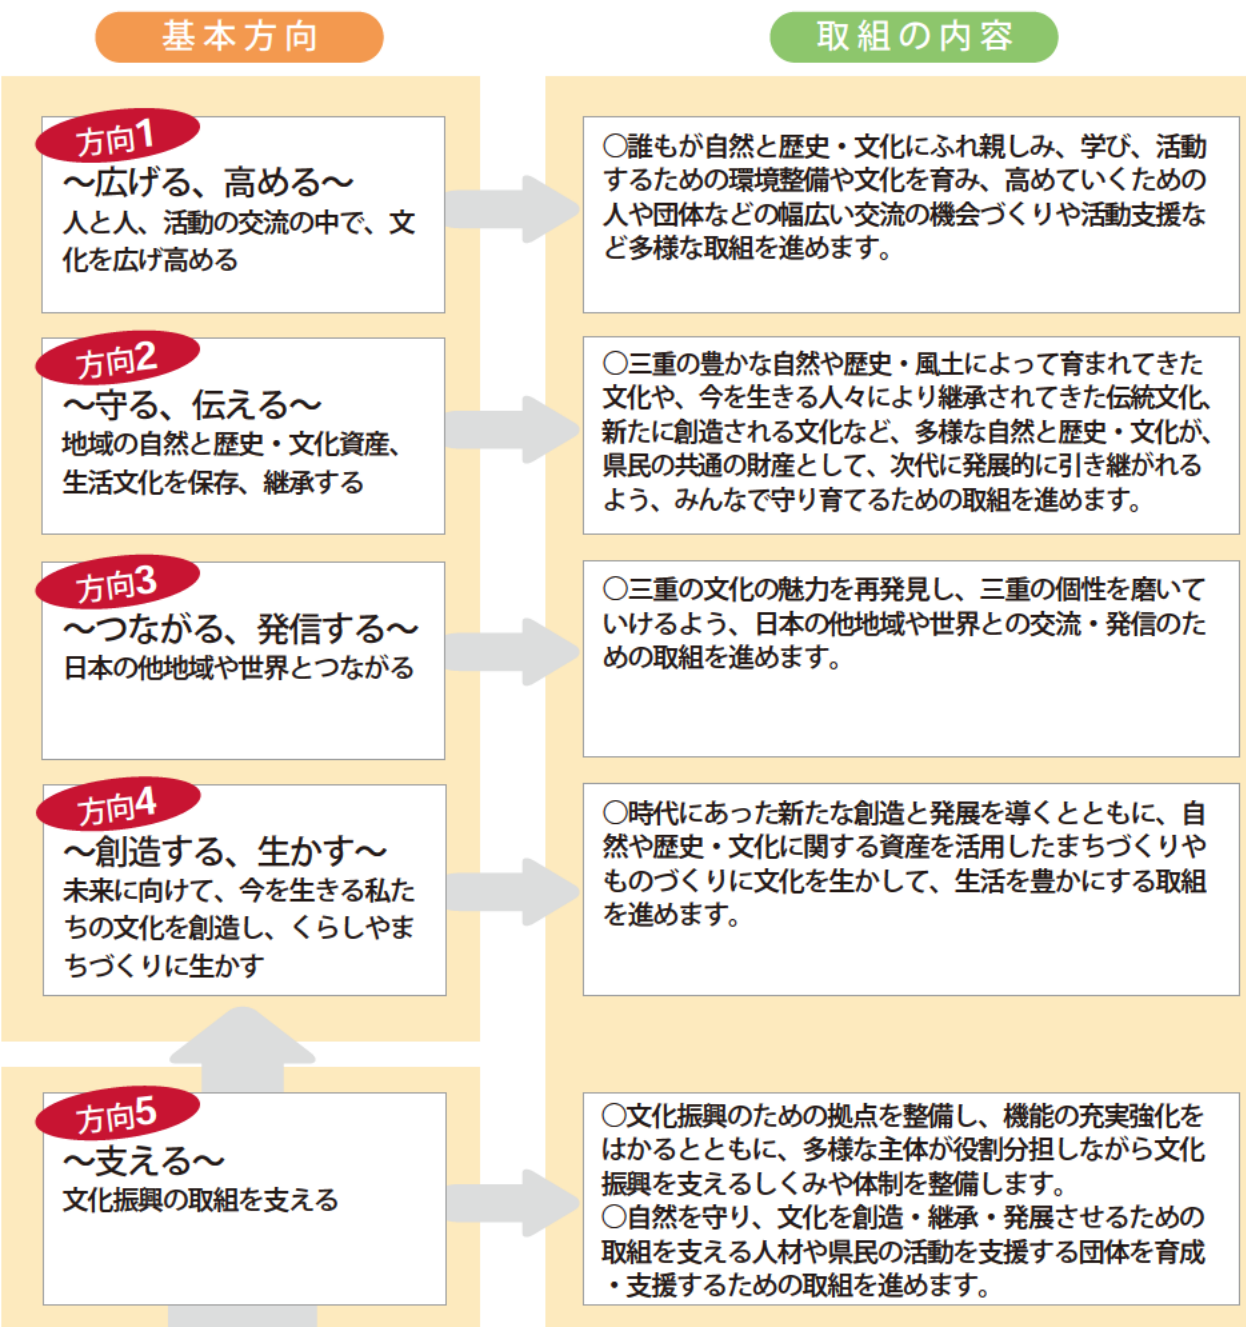 基本方向
取組の内容
方向1
～広げる、高める～
人と人、活動の交流の中で、文
化を広げ高める
○誰もが自然と歴史・文化にふれ親しみ、学び、活動
するための環境整備や文化を育み、高めていくための
人や団体などの幅広い交流の機会づくりや活動支援な
ど多様な取組を進めます。
方向2
～守る、伝える～
地域の自然と歴史・文化資産、
生活文化を保存、継承する
○三重の豊かな自然や歴史・風土によって育まれてきた
文化や、今を生きる人々により継承されてきた伝統文化、
新たに創造される文化など、多様な自然と歴史・文化が、
県民の共通の財産として、次代に発展的に引き継がれる
よう、みんなで守り育てるための取組を進めます。
方向3
～つながる、発信する～
日本の他地域や世界とつながる
○三重の文化の魅力を再発見し、三重の個性を磨いて
いけるよう、日本の他地域や世界との交流・発信のた
めの取組を進めます。
方向4
～創造する、生かす～
未来に向けて、今を生きる私た
ちの文化を創造し、くらしやま
ちづくりに生かす
○時代にあった新たな創造と発展を導くとともに、自
然や歴史・文化に関する資産を活用したまちづくりや
ものづくりに文化を生かして、生活を豊かにする取組
を進めます。
方向5
～支える～
文化振興の取組を支える
○文化振興のための拠点を整備し、機能の充実強化を
はかるとともに、多様な主体が役割分担しながら文化
振興を支えるしくみや体制を整備します。
○自然を守り、文化を創造・継承・発展させるための
取組を支える人材や県民の活動を支援する団体を育成
・支援するための取組を進めます。